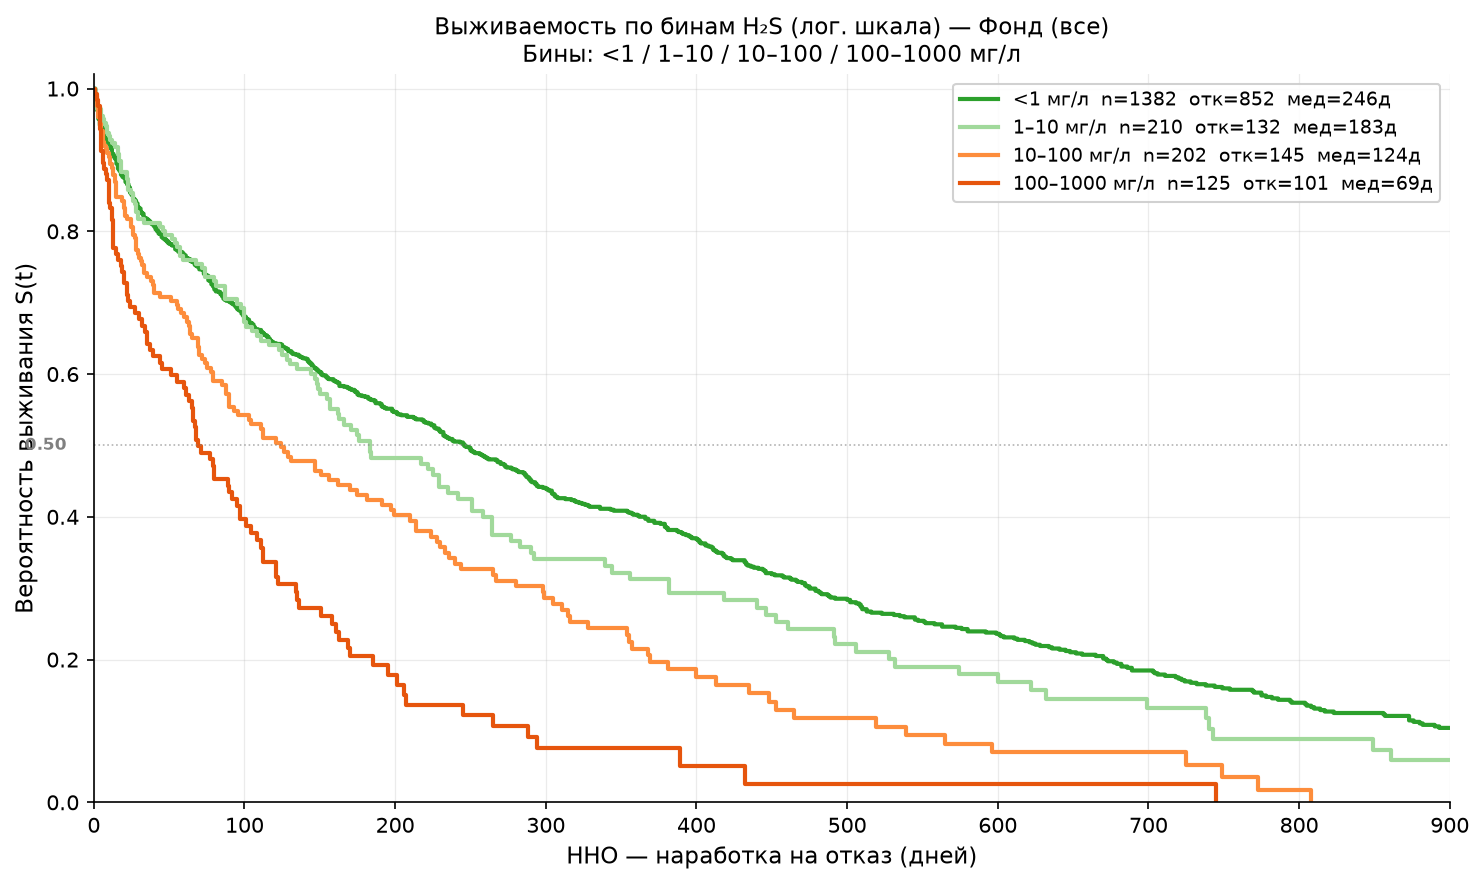 Выживаемость по бинам H₂S (лог. шкала) — Фонд (все)
Бины: <1 / 1–10 / 10–100 / 100–1000 мг/л
<1 мг/л  n=1382  отк=852  мед=246д
1–10 мг/л  n=210  отк=132  мед=183д
10–100 мг/л  n=202  отк=145  мед=124д
100–1000 мг/л  n=125  отк=101  мед=69д
Вероятность выживания S(t)
1.0
0.8
0.6
0.50
0.4
0.2
0.0
0 100 200 300 400 500 600 700 800 900
ННО — наработка на отказ (дней)